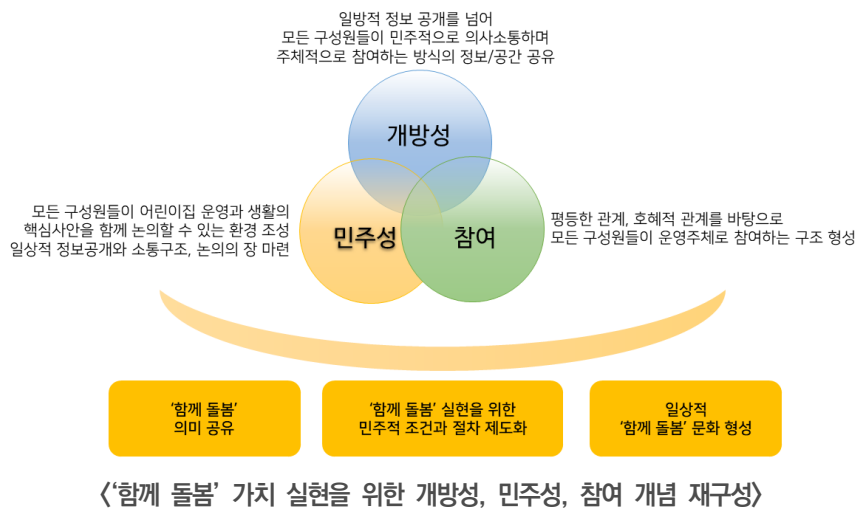 일방적 정보 공개를 넘어
모든 구성원들이 민주적으로 의사소통하며
주체적으로 참여하는 방식의 정보/공간 공유
개방성
모든 구성원들이 어린이집 운영과 생활의
핵심사안을 함께 논의할 수 있는 환경 조성
일상적 정보공개와 소통구조, 논의의 장 마련
민주성
참여
평등한 관계, 호혜적 관계를 바탕으로
모든 구성원들이 운영주체로 참여하는 구조 형성
‘함께 돌봄’
의미 공유
‘함께 돌봄’ 실현을 위한
민주적 조건과 절차 제도화
일상적
‘함께 돌봄’ 문화 형성
〈‘함께 돌봄’ 가치 실현을 위한 개방성, 민주성, 참여 개념 재구성〉